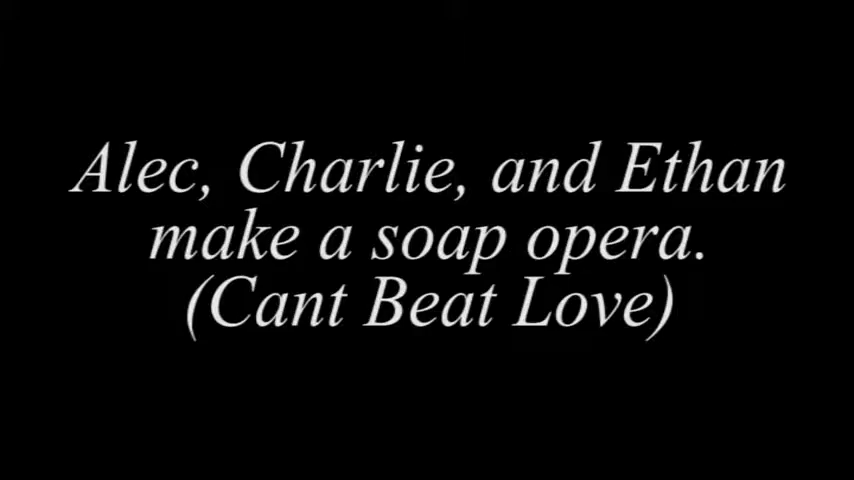 Alec, Charlie, and Ethan
make a soap opera.
(Cant Beat Love)